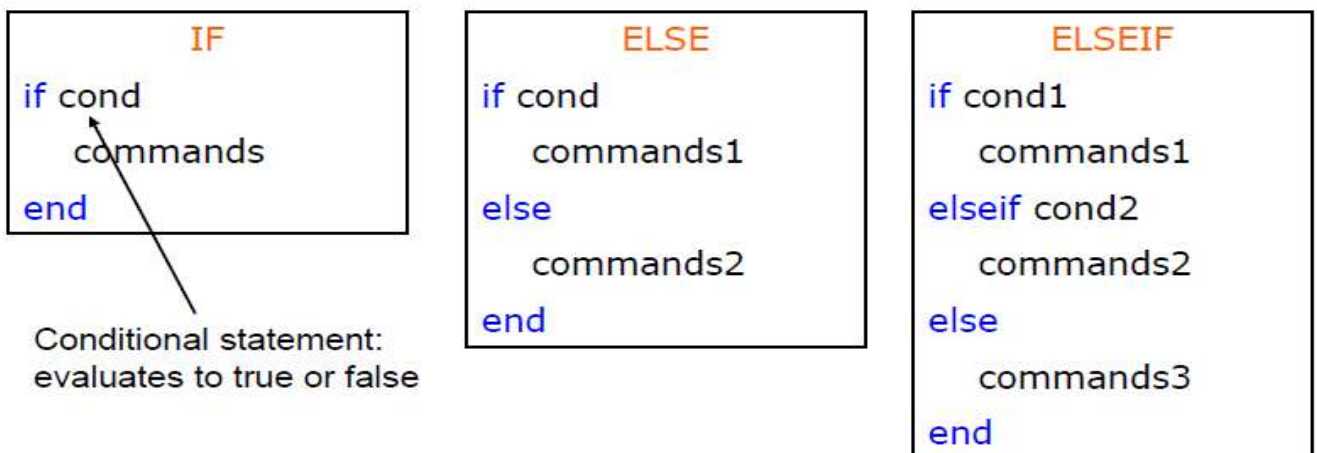 IF
if cond
commands
end
Conditional statement:
evaluates to true or false
ELSE
if cond
commands1
else
commands2
end
ELSEIF
if cond1
commands1
elseif cond2
commands2
else
commands3
end